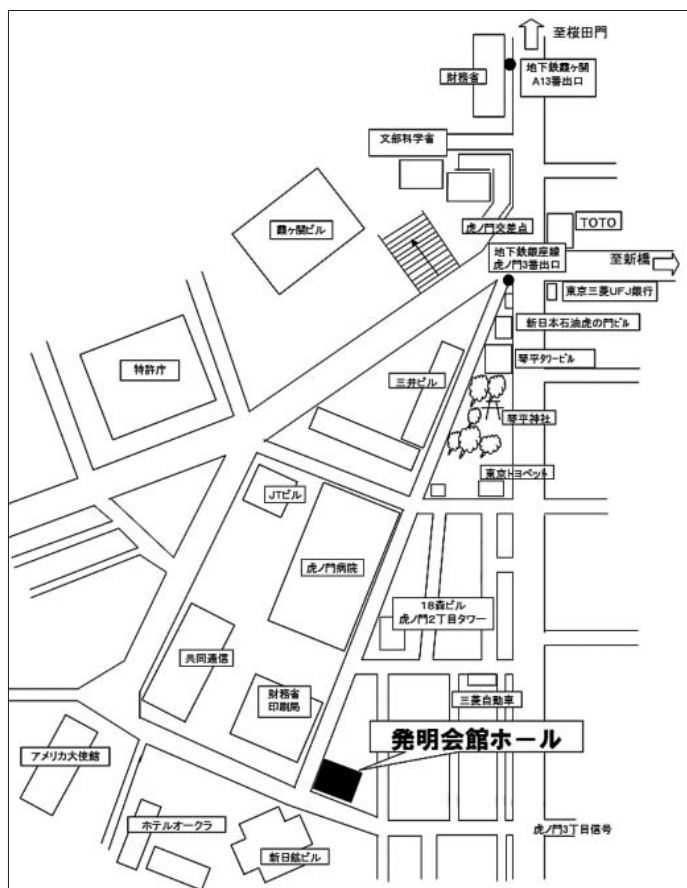 至桜田門
地下鉄霞ヶ関
A13番出口
財務省
文部科学省
霞ヶ関ビル
虎ノ門交差点
TOTO
地下鉄銀座線
虎ノ門3番出口
至新橋
東京三菱UFJ銀行
新日本石油虎の門ビル
特許庁
三井ビル
琴平タワービル
琴平神社
東京トヨペット
JTビル
虎ノ門病院
18森ビル
虎ノ門2丁目タワー
共同通信
財務省
印刷局
三菱自動車
発明会館ホール
アメリカ大使館
ホテルオークラ
新日鉱ビル
虎ノ門3丁目信号